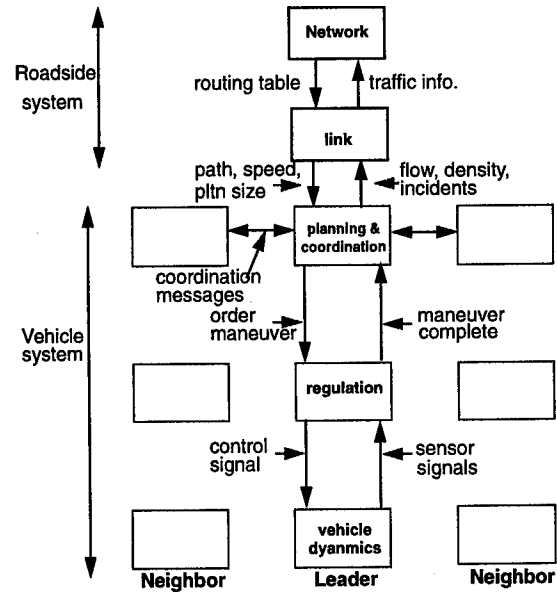 Network
Roadside
system
routing table
traffic info.
link
path, speed,
pltn size
flow, density,
incidents
planning &
coordination
coordination
messages
order
maneuver
maneuver
complete
Vehicle
system
regulation
control
signal
sensor
signals
vehicle
dyanmics
Neighbor
Leader
Neighbor